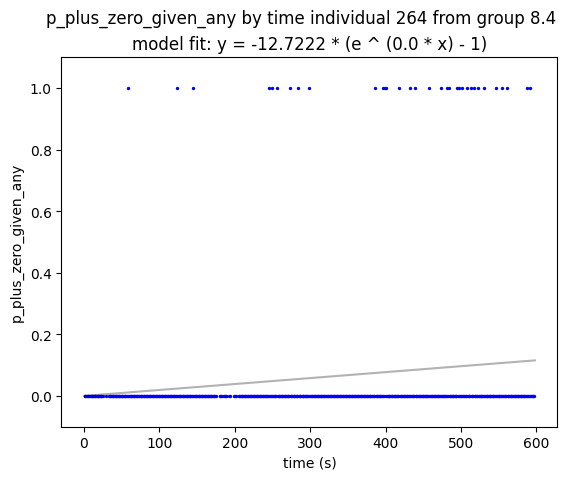 p_plus_zero_given_any by time individual 264 from group 8.4
model fit: y = -12.7222 * (e ^ (0.0 * x) - 1)
1.0
0.8
0.6
0.4
0.2
0.0
p_plus_zero_given_any
0 100 200 300 400 500 600
time (s)